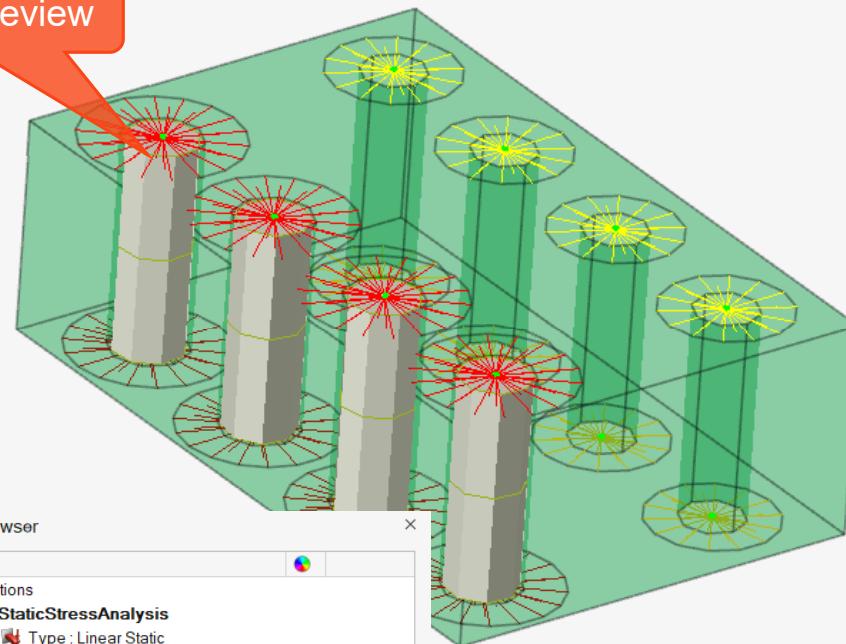 eview
wser
tions
StaticStressAnalysis
Type : Linear Static